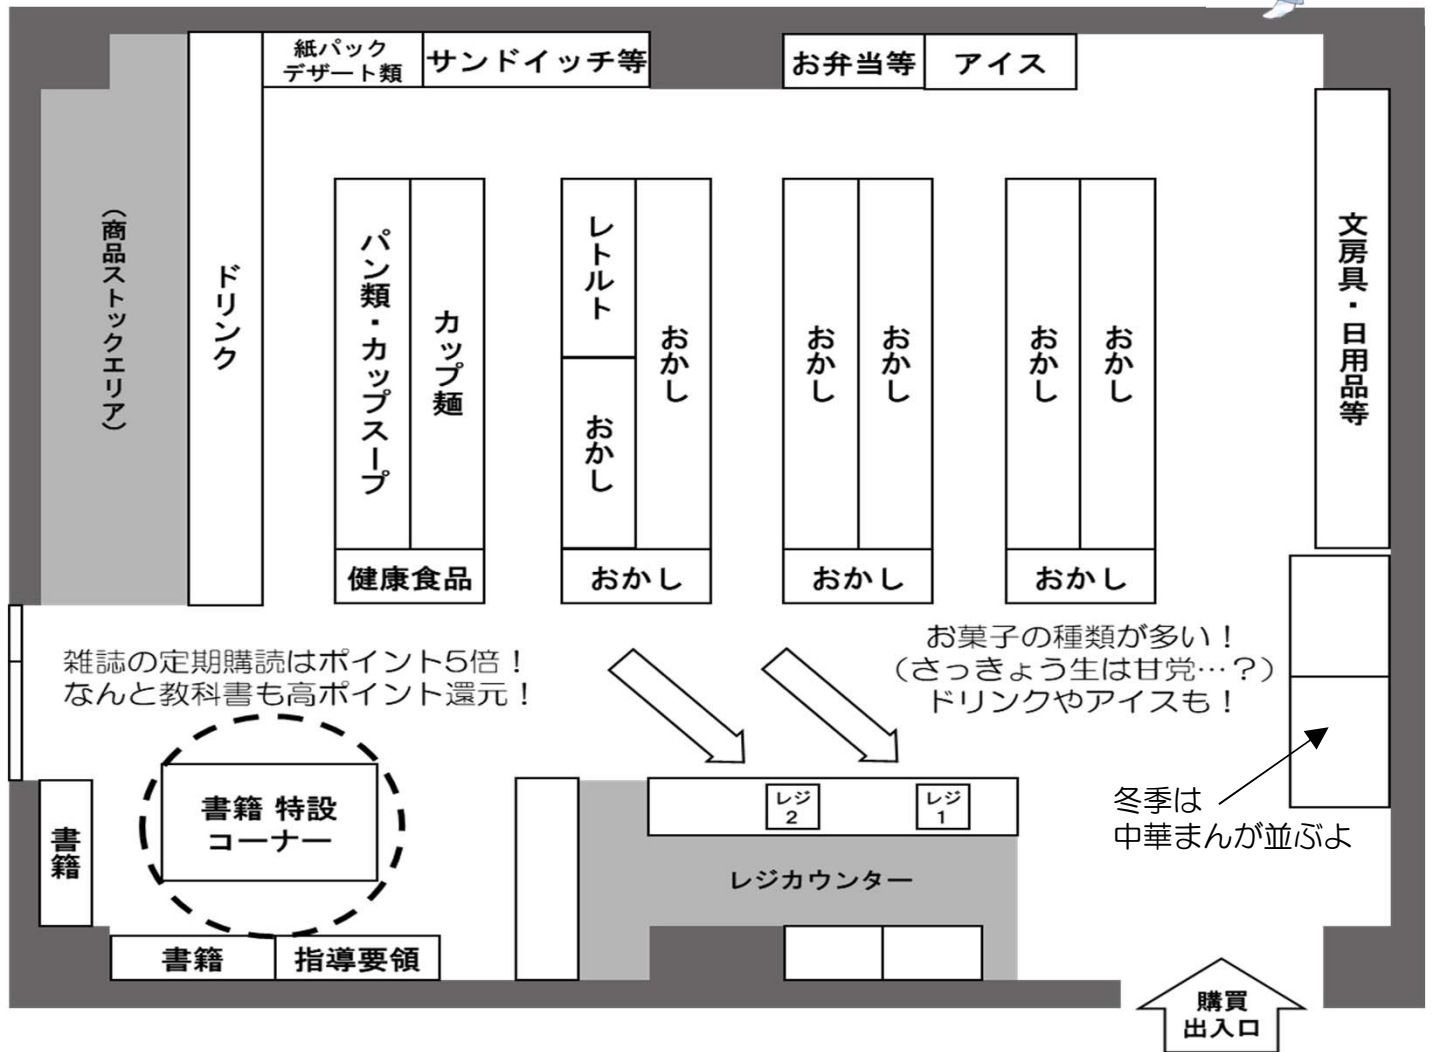 紙パック
デザート類
サンドイッチ等
お弁当等
アイス
（商品ストックエリア）
ドリンク
パン類・カップスープ
カップ麺
健康食品
レトルト
おかし
おかし
おかし
おかし
おかし
おかし
おかし
おかし
おかし
文房具・日用品等
雑誌の定期購読はポイント5倍！
なんと教科書も高ポイント還元！
お菓子の種類が多い！
（さっきょう生は甘党…？）
ドリンクやアイスも！
冬季は
中華まんが並ぶよ
書籍
書籍 特設
コーナー
書籍
指導要領
レジ
2
レジ
1
レジカウンター
購買
出入口